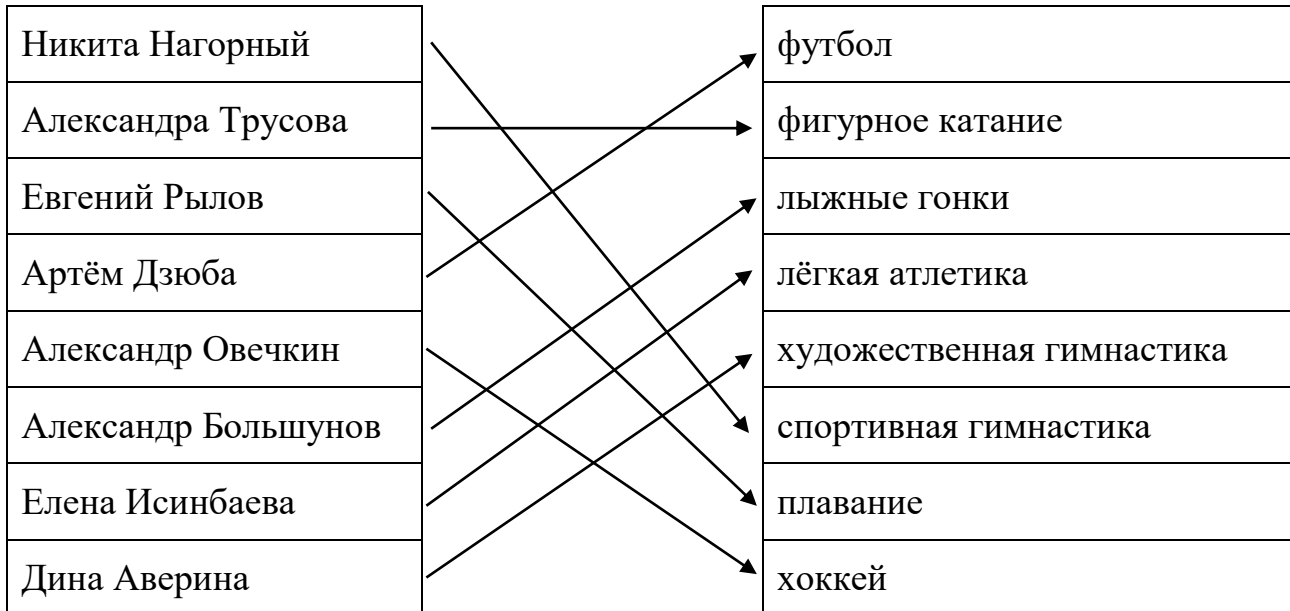 Никита Нагорный
Александра Трусова
Евгений Рылов
Артём Дзюба
Александр Овечкин
Александр Большунов
Елена Исинбаева
Дина Аверина
футбол
фигурное катание
лыжные гонки
лёгкая атлетика
художественная гимнастика
спортивная гимнастика
плавание
хоккей